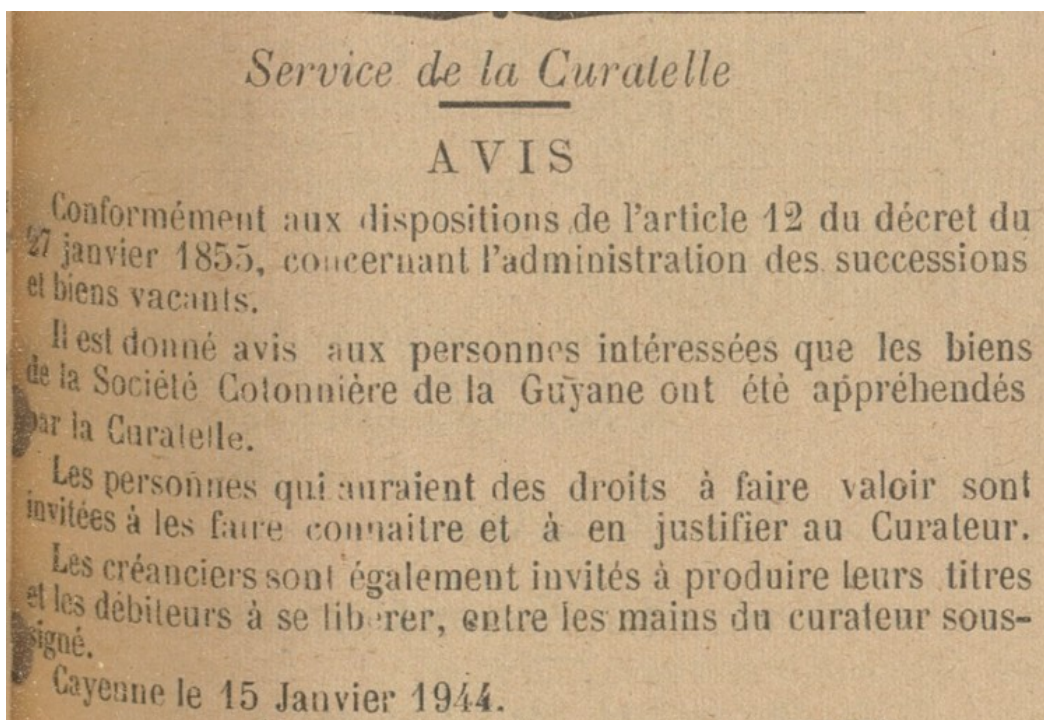 Service de la Curatelle
AVIS
Conformément aux dispositions de l'article 12 du décret du
27 janvier 1855, concernant l'administration des successions
et biens vacants.
Il est donné avis aux personnes intéressées que les biens
de la Société Cotonnière de la Guyane ont été appréhendés
par la Curatelle.
Les personnes qui auraient des droits à faire valoir sont
invitées à les faire connaitre et à en justifier au Curateur.
Les créanciers sont également invités à produire leurs titres
et les débiteurs à se libérer, entre les mains du curateur sous-
signé.
Cayenne le 15 Janvier 1944.